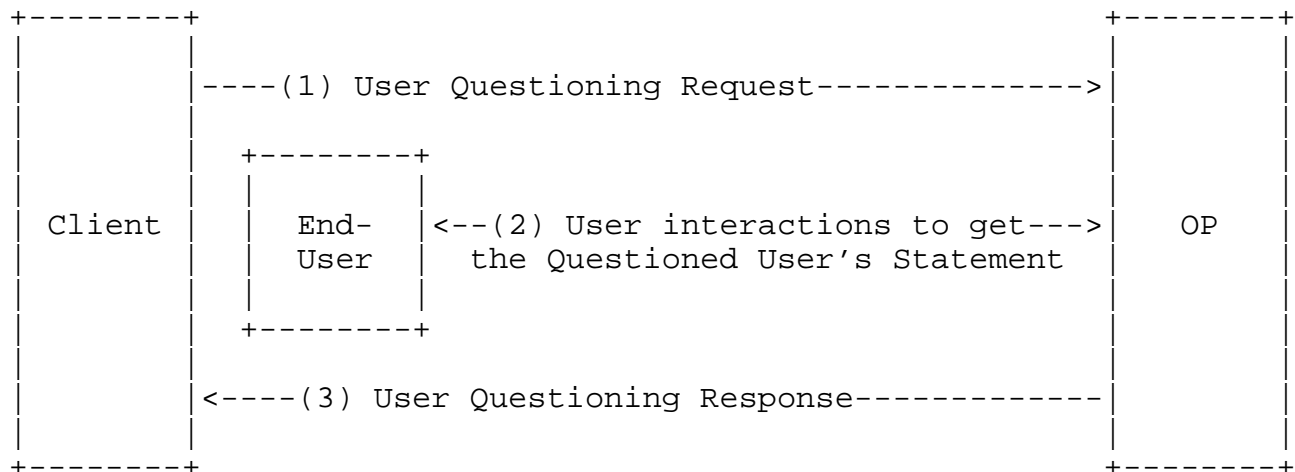 ----(1) User Questioning Request-------------->
Client | End- |<--(2) User interactions to get--->| OP
User | the Questioned User's Statement
<----(3) User Questioning Response-------------